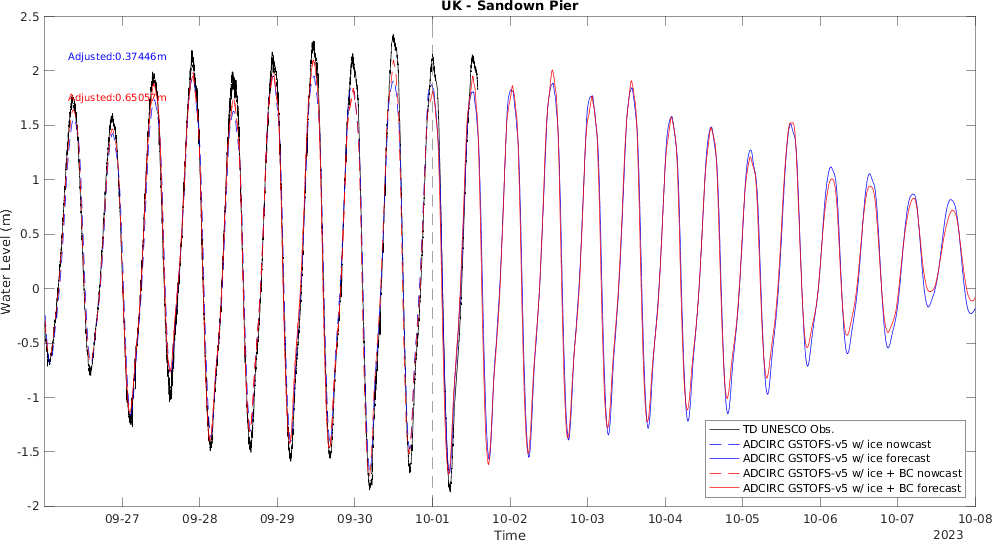 UK - Sandown Pier
2.5
2
1.5
1
0.5
0
-0.5
-1
-1.5
-2
Water Level (m)
Adjusted:0.37446m
Adjusted:0.65057m
TD UNESCO Obs.
ADCIRC GSTOFS-v5 w/ ice nowcast
ADCIRC GSTOFS-v5 w/ ice forecast
ADCIRC GSTOFS-v5 w/ ice + BC nowcast
ADCIRC GSTOFS-v5 w/ ice + BC forecast
09-27 09-28 09-29 09-30 10-01 10-02 10-03 10-04 10-05 10-06 10-07 10-08
Time
2023